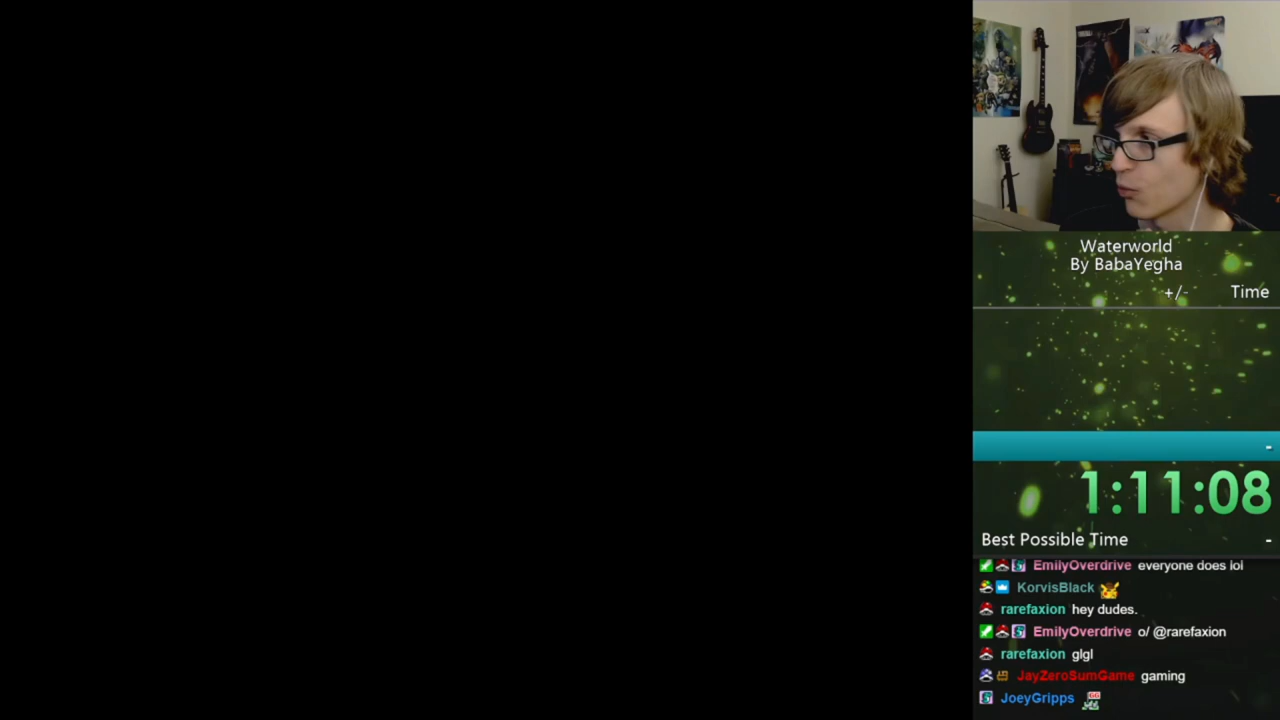 Waterworld
By BabaYegha
+/- Time
-
1:11:08
Best Possible Time -
EmilyOverdrive everyone does lol
KorvisBlack
rarefaxion hey dudes.
EmilyOverdrive o/ @rarefaxion
rarefaxion glgl
JayZeroSumGame gaming
JoeyGripps GG